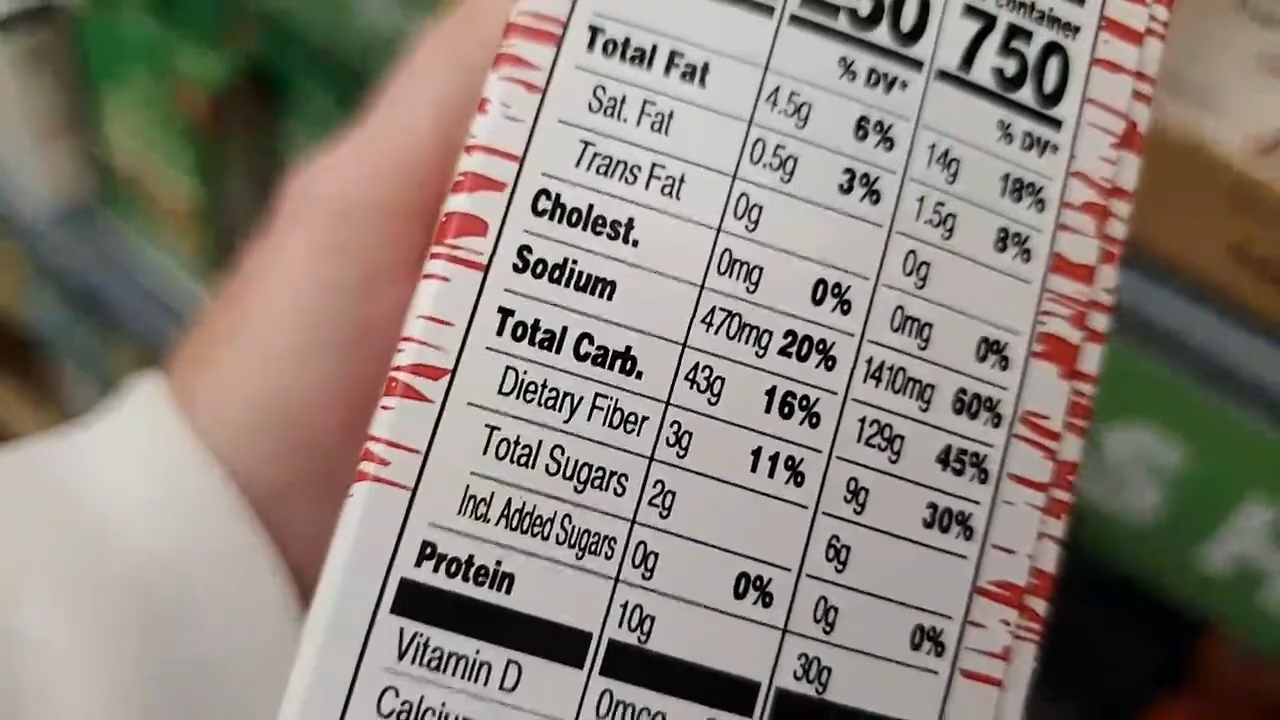 container
50 750
% DV* % DV*
Total Fat 4.5g 6% 14g 18%
Sat. Fat 0.5g 3% 1.5g 8%
Trans Fat 0g 0g
Cholest. 0mg 0% 0mg 0%
Sodium 470mg 20% 1410mg 60%
Total Carb. 43g 16% 129g 45%
Dietary Fiber 3g 11% 9g 30%
Total Sugars 2g 6g
Incl. Added Sugars 0g 0% 0g 0%
Protein 10g 30g
Vitamin D 0mcg